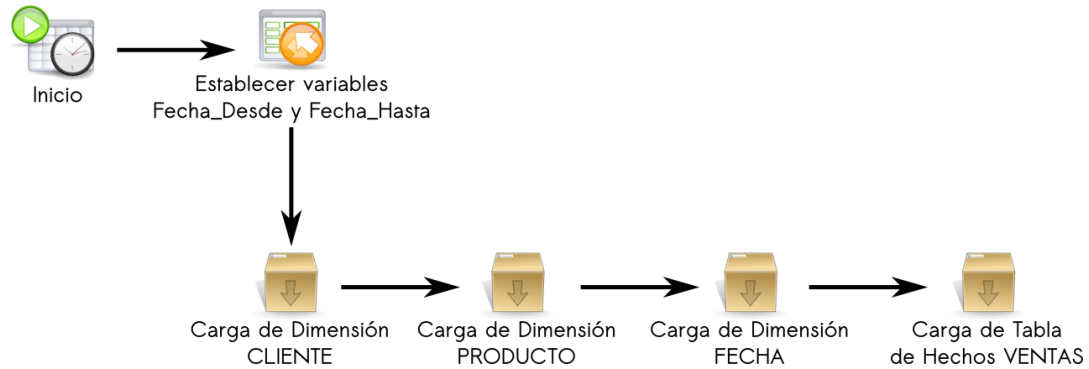 Inicio
Establecer variables
Fecha_Desde y Fecha_Hasta
Carga de Dimensión
CLIENTE
Carga de Dimensión
PRODUCTO
Carga de Dimensión
FECHA
Carga de Tabla
de Hechos VENTAS